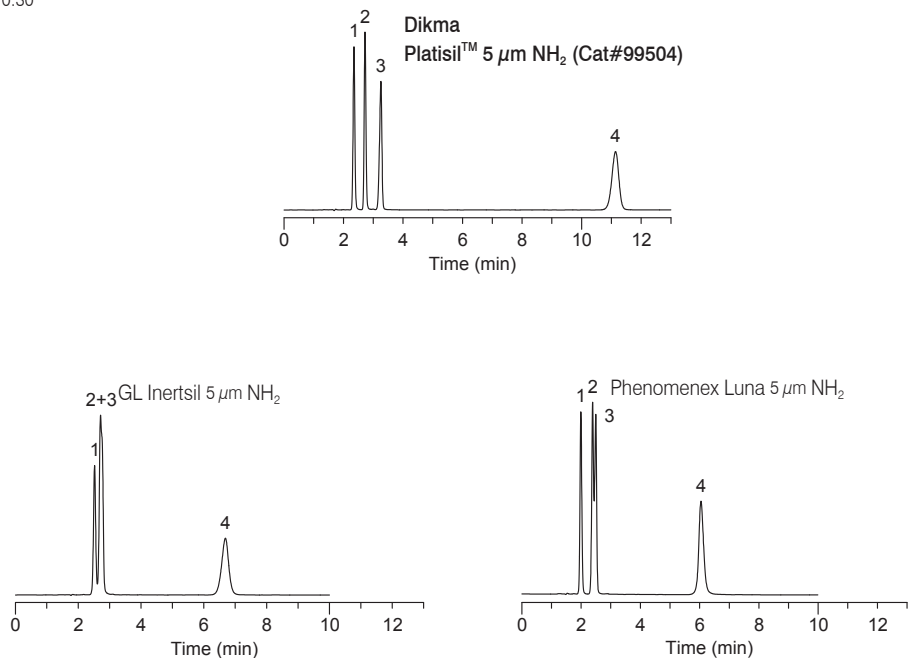 0.30
1 2 3 4
Dikma
Platisil™ 5 µm NH₂ (Cat#99504)
0 2 4 6 8 10 12
Time (min)
1 2+3 4
GL Inertsil 5 µm NH₂
0 2 4 6 8 10 12
Time (min)
1 2 3 4
Phenomenex Luna 5 µm NH₂
0 2 4 6 8 10 12
Time (min)